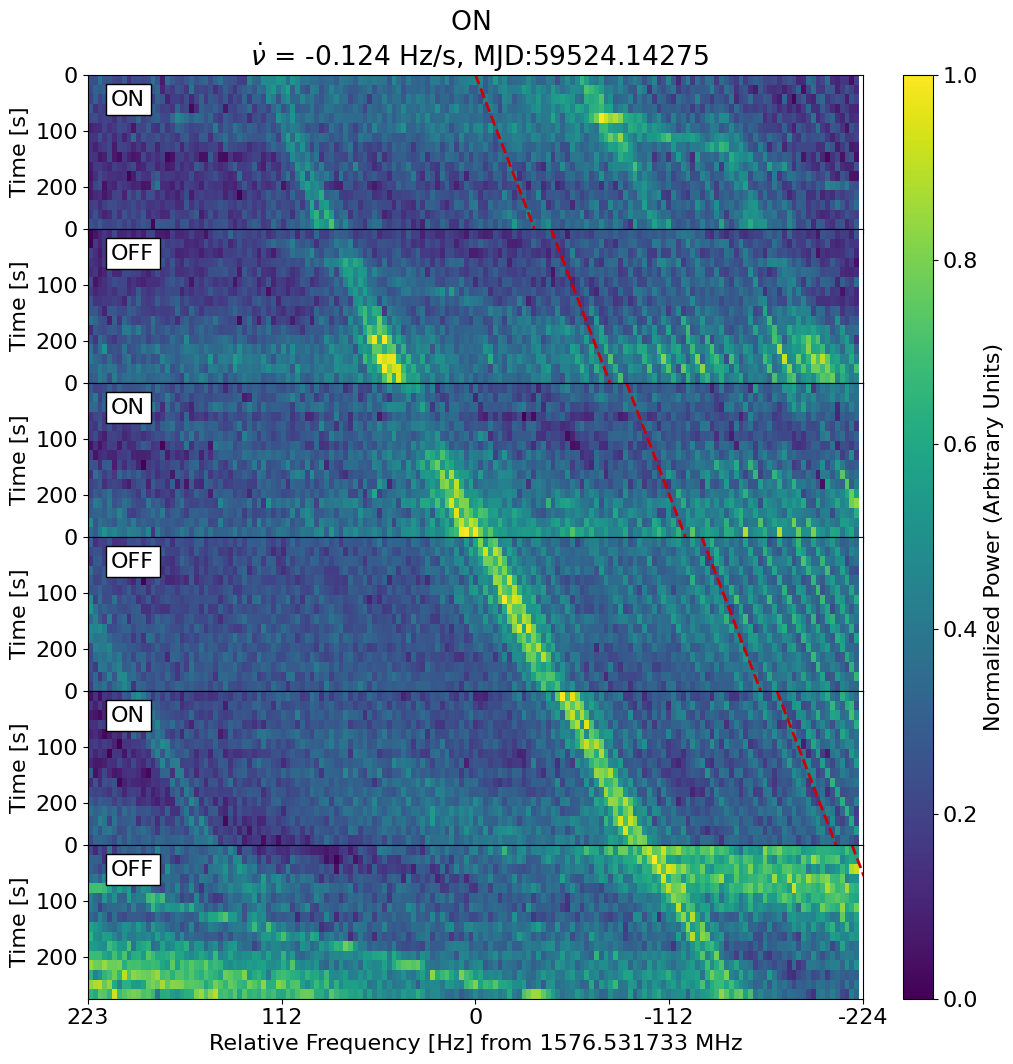 ON
ν̇ = -0.124 Hz/s, MJD:59524.14275
0
ON
100
200
Time [s]
0
OFF
100
200
Time [s]
0
ON
100
200
Time [s]
0
OFF
100
200
Time [s]
0
ON
100
200
Time [s]
0
OFF
100
200
Time [s]
223
112
0
-112
-224
Relative Frequency [Hz] from 1576.531733 MHz
1.0
0.8
0.6
0.4
0.2
0.0
Normalized Power (Arbitrary Units)